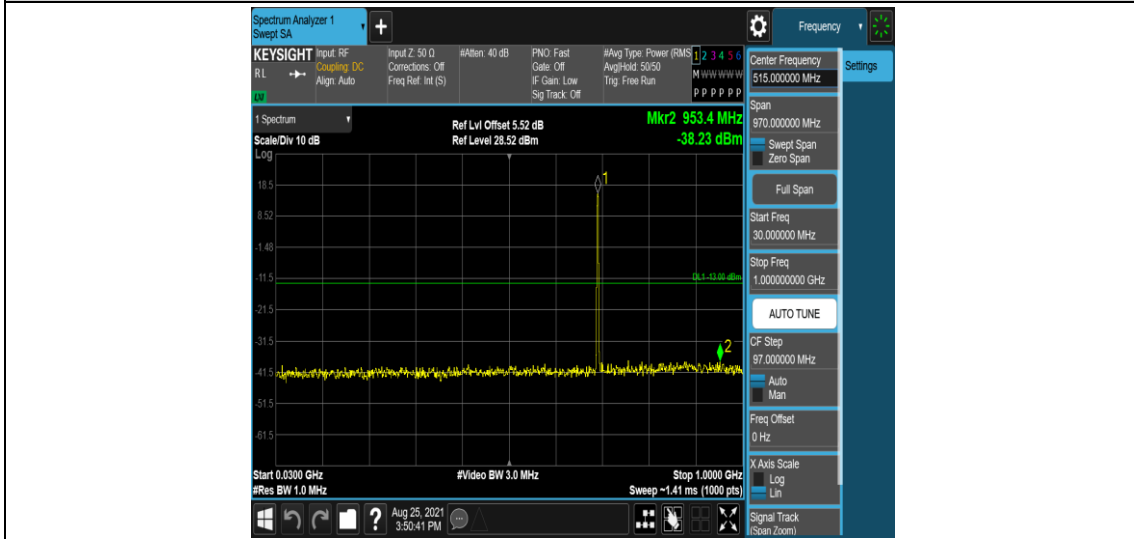 Spectrum Analyzer 1
Swept SA
+
Frequency
KEYSIGHT
RL
Input: RF
Coupling: DC
Align: Auto
Input Z: 50 Ω
Corrections: Off
Freq Ref: Int (S)
#Atten: 40 dB
PNO: Fast
Gate: Off
IF Gain: Low
Sig Track: Off
#Avg Type: Power (RMS
Avg|Hold: 50/50
Trig: Free Run
1 2 3 4 5 6
M W W W W W
P P P P P P
1 Spectrum
Scale/Div 10 dB
Log
Ref Lvl Offset 5.52 dB
Ref Level 28.52 dBm
Mkr2 953.4 MHz
-38.23 dBm
18.5
8.52
-1.48
-11.5
-21.5
-31.5
-41.5
-51.5
-61.5
1
DL1 -13.00 dBm
2
Start 0.0300 GHz
#Res BW 1.0 MHz
#Video BW 3.0 MHz
Stop 1.0000 GHz
Sweep ~1.41 ms (1000 pts)
Center Frequency
515.000000 MHz
Settings
Span
970.000000 MHz
Swept Span
Zero Span
Full Span
Start Freq
30.000000 MHz
Stop Freq
1.000000000 GHz
AUTO TUNE
CF Step
97.000000 MHz
Auto
Man
Freq Offset
0 Hz
X Axis Scale
Log
Lin
Signal Track
(Span Zoom)
?
Aug 25, 2021
3:50:41 PM